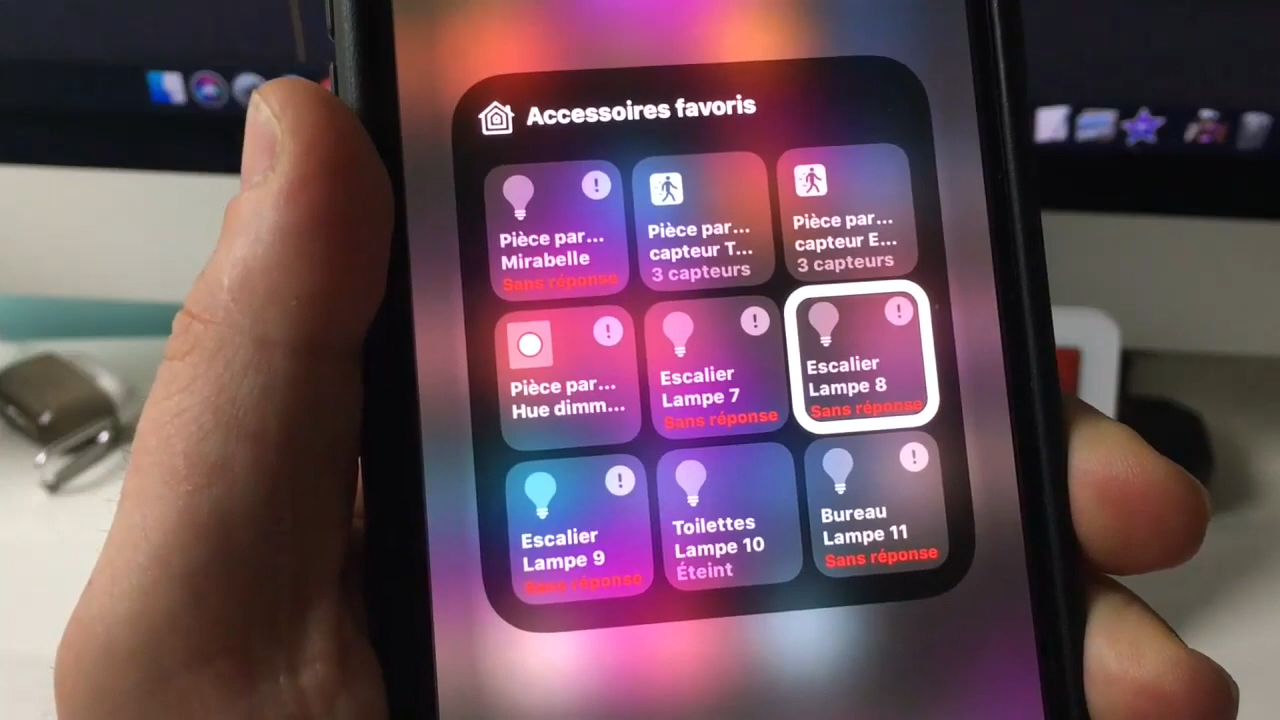 Accessoires favoris
Pièce par...
Mirabelle
Sans réponse
Pièce par...
capteur T...
3 capteurs
Pièce par...
capteur E...
3 capteurs
Pièce par...
Hue dimm...
Escalier
Lampe 7
Sans réponse
Escalier
Lampe 8
Sans réponse
Escalier
Lampe 9
Sans réponse
Toilettes
Lampe 10
Éteint
Bureau
Lampe 11
Sans réponse